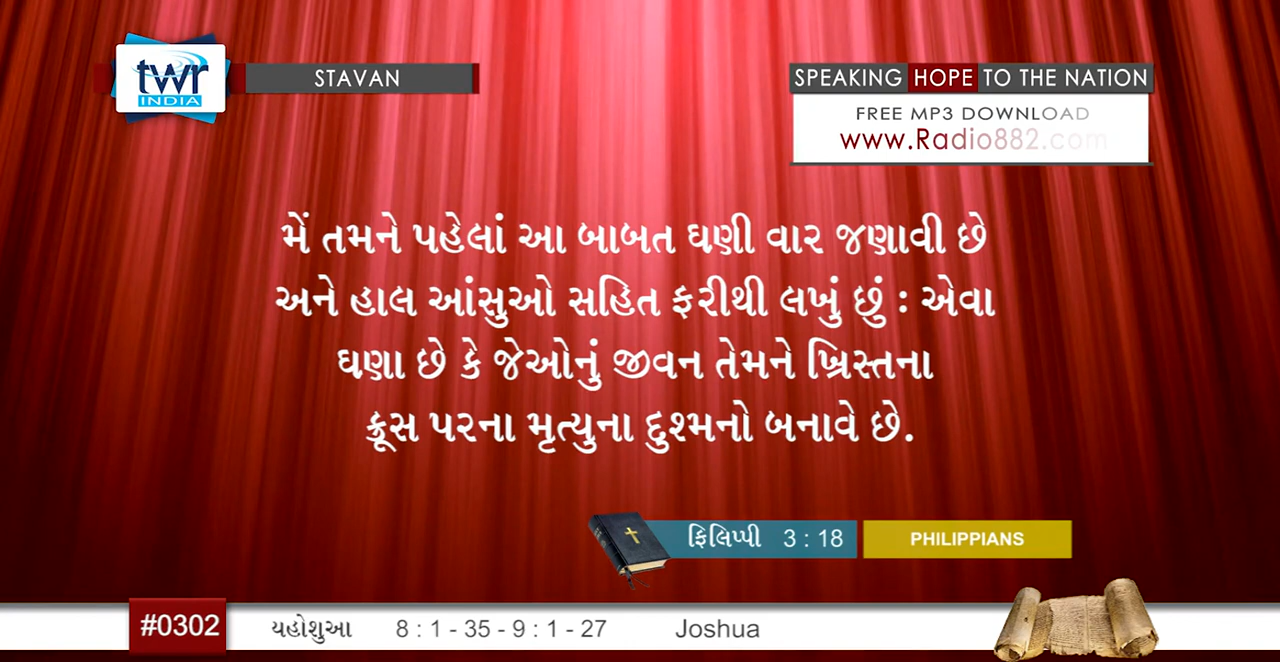 twr
INDIA
STAVAN
SPEAKING HOPE TO THE NATION
FREE MP3 DOWNLOAD
www.Radio882.com
મેં તમને પહેલાં આ બાબત ઘણી વાર જણાવી છે
અને હાલ આંસુઓ સહિત ફરીથી લખું છું : એવા
ઘણા છે કે જેઓનું જીવન તેમને ખ્રિસ્તના
ક્રૂસ પરના મૃત્યુના દુશ્મનો બનાવે છે.
ફિલિપ્પી 3 : 18 PHILIPPIANS
#0302 યહોશુઆ 8 : 1 - 35 - 9 : 1 - 27 Joshua